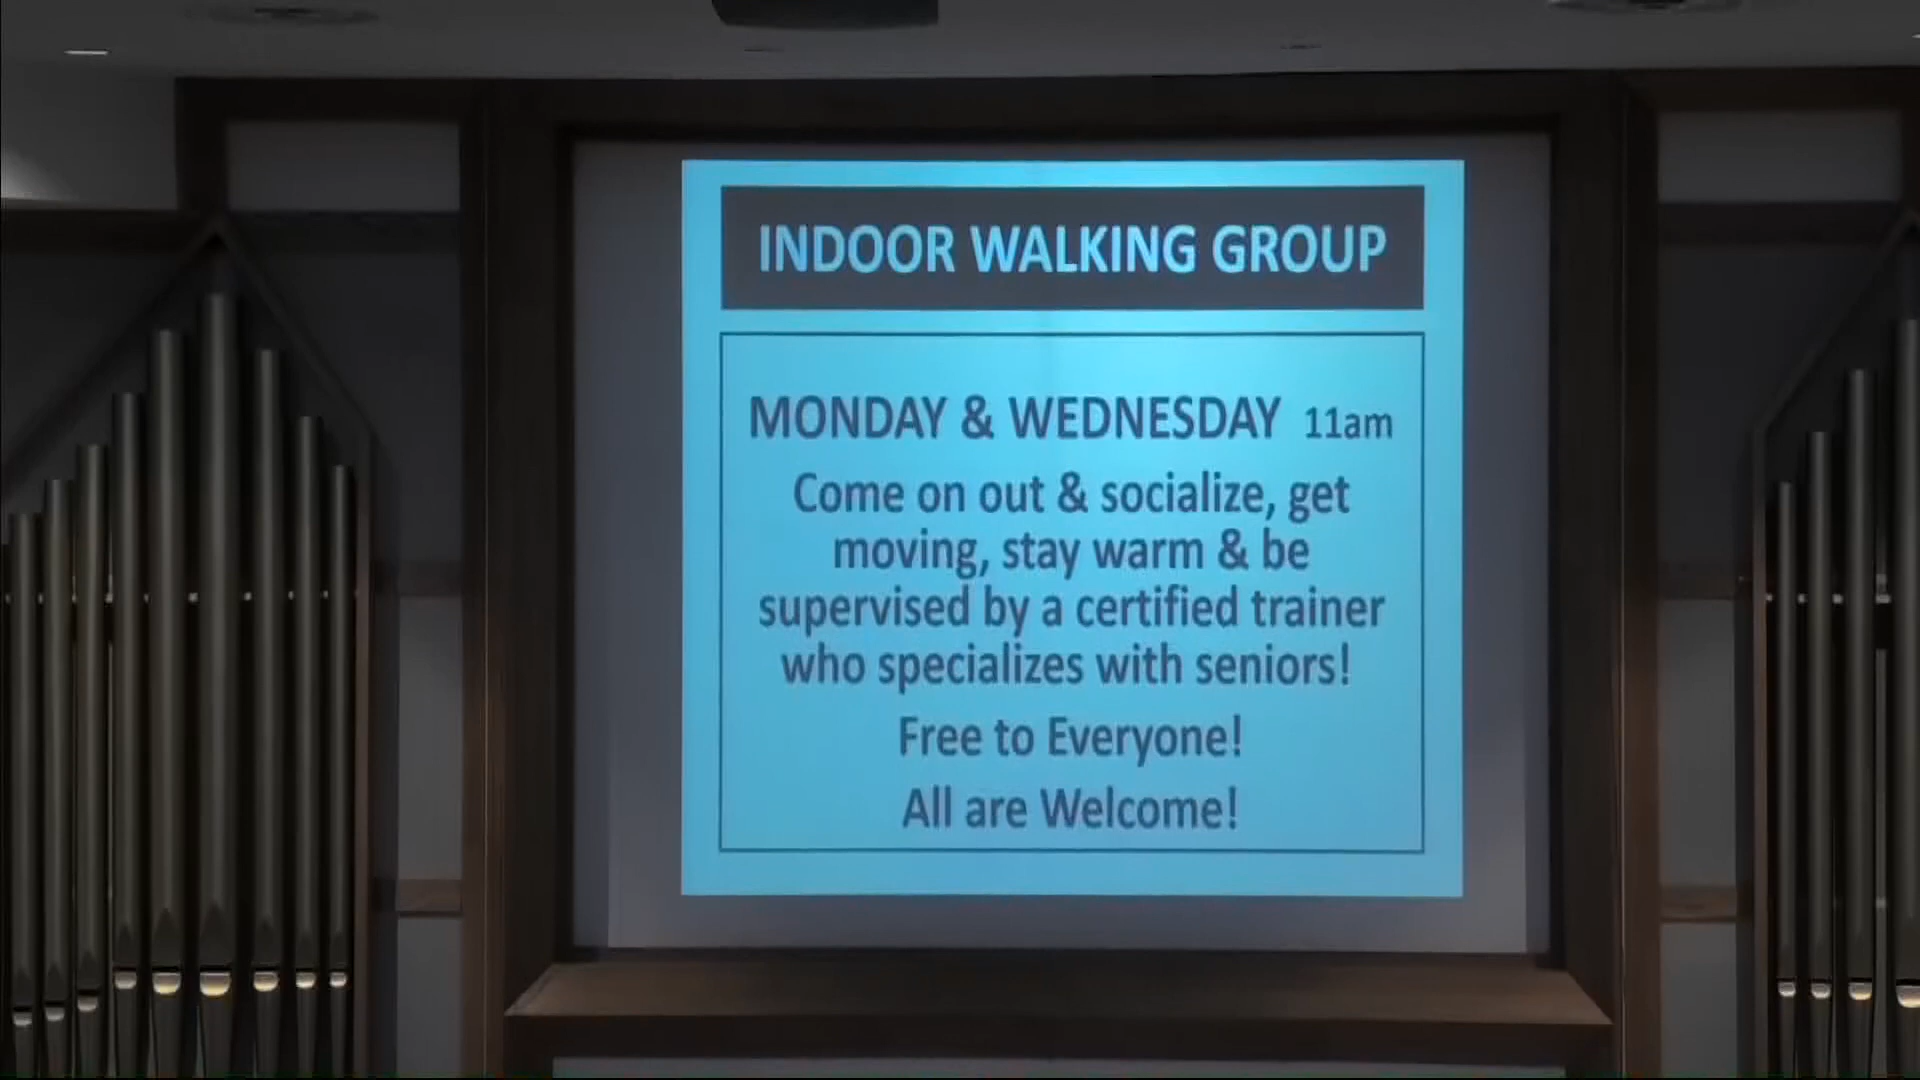 INDOOR WALKING GROUP
MONDAY & WEDNESDAY 11am
Come on out & socialize, get
moving, stay warm & be
supervised by a certified trainer
who specializes with seniors!
Free to Everyone!
All are Welcome!